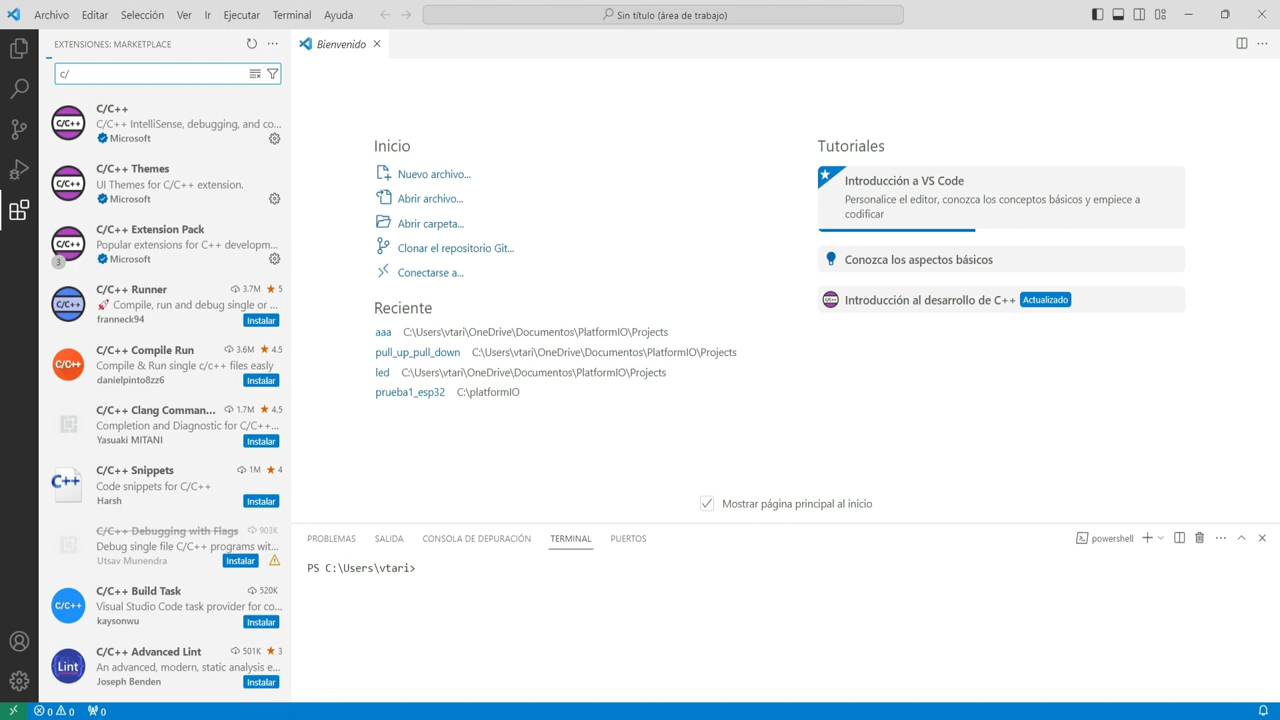 Archivo Editar Selección Ver Ir Ejecutar Terminal Ayuda
Sin título (área de trabajo)
EXTENSIONES: MARKETPLACE
c/
C/C++
C/C++
C/C++ IntelliSense, debugging, and co...
Microsoft
C/C++
C/C++ Themes
UI Themes for C/C++ extension.
Microsoft
C/C++
3
C/C++ Extension Pack
Popular extensions for C++ developm...
Microsoft
C/C++
C/C++ Runner 3.7M 5
🚀 Compile, run and debug single or ...
franneck94 Instalar
C/C++
C/C++ Compile Run 3.6M 4.5
Compile & Run single c/c++ files easly
danielpinto8zz6 Instalar
C/C++ Clang Comman... 1.7M 4.5
Completion and Diagnostic for C/C++...
Yasuaki MITANI Instalar
C++
C/C++ Snippets 1M 4
Code snippets for C/C++
Harsh Instalar
C/C++ Debugging with Flags 903K
Debug single file C/C++ programs wit...
Utsav Munendra Instalar
C/C++
C/C++ Build Task 520K
Visual Studio Code task provider for co...
kaysonwu Instalar
Lint
C/C++ Advanced Lint 501K 3
An advanced, modern, static analysis e...
Joseph Benden Instalar
0 0 0
Bienvenido
Inicio
Nuevo archivo...
Abrir archivo...
Abrir carpeta...
Clonar el repositorio Git...
Conectarse a...
Reciente
aaa C:\Users\vtari\OneDrive\Documentos\PlatformIO\Projects
pull_up_pull_down C:\Users\vtari\OneDrive\Documentos\PlatformIO\Projects
led C:\Users\vtari\OneDrive\Documentos\PlatformIO\Projects
prueba1_esp32 C:\platformIO
Tutoriales
Introducción a VS Code
Personalice el editor, conozca los conceptos básicos y empiece a
codificar
Conozca los aspectos básicos
C/C++
Introducción al desarrollo de C++ Actualizado
Mostrar página principal al inicio
PROBLEMAS SALIDA CONSOLA DE DEPURACIÓN TERMINAL PUERTOS
powershell
PS C:\Users\vtari>